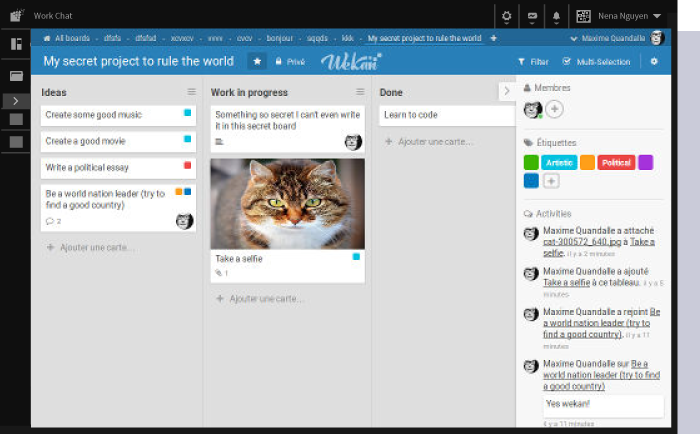 Work Chat
Nena Nguyen
All boards - dfsfs - dfsfsd - xcvxcv - vvvv - cvcv - bonjour - sqqds - kkk - My secret project to rule the world
Maxime Quandalle
My secret project to rule the world
Privé
Wekan
Filter
Multi-Selection
Ideas
Create some good music
Create a good movie
Write a political essay
Be a world nation leader (try to
find a good country)
2
Ajouter une carte...
Work in progress
Something so secret I can't even write
it in this secret board
Take a selfie
1
Ajouter une carte...
Done
Learn to code
Ajouter une carte...
Membres
Étiquettes
Artistic
Political
Activities
Maxime Quandalle a attaché
cat-300572_640.jpg à Take a
selfie. il y a 2 minutes
Maxime Quandalle a ajouté
Take a selfie à ce tableau. il y a 5
minutes
Maxime Quandalle a rejoint Be
a world nation leader (try to
find a good country). il y a 11
minutes
Maxime Quandalle sur Be a
world nation leader (try to find
a good country)
Yes wekan!
il y a 11 minutes